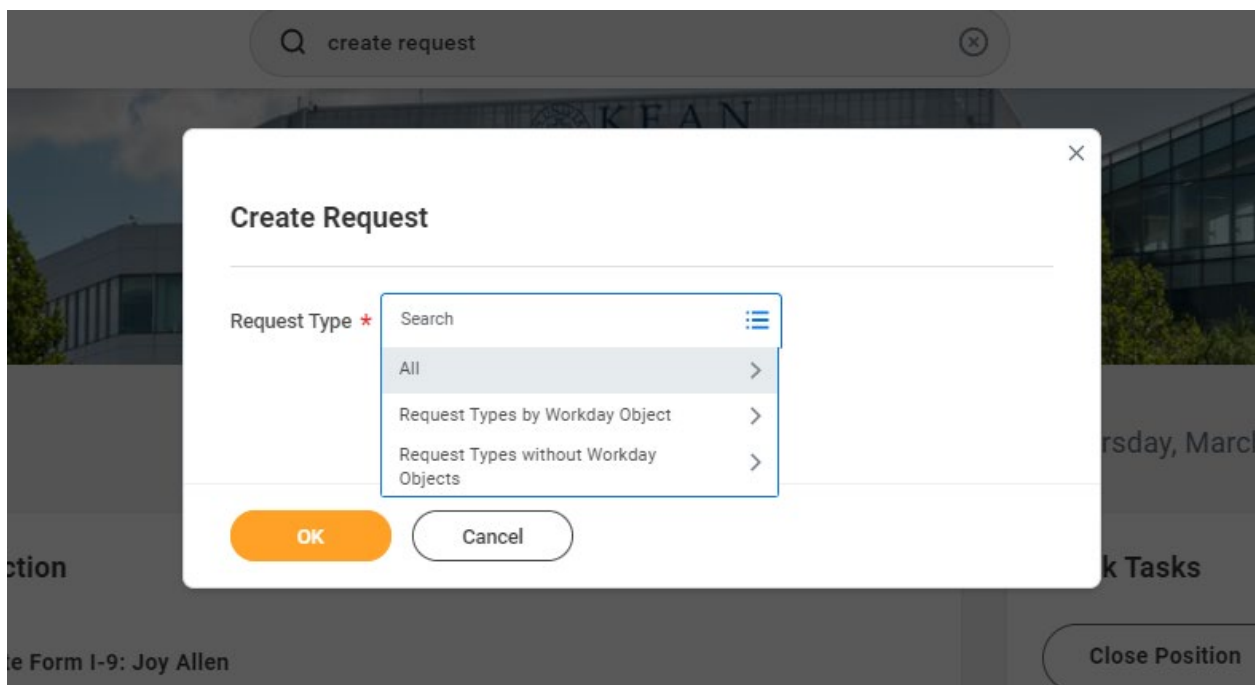 create request
KEAN
Create Request
Request Type *
Search
All
Request Types by Workday Object
Request Types without Workday
Objects
OK
Cancel
rsday, Marc
ction
k Tasks
te Form I-9: Joy Allen
Close Position